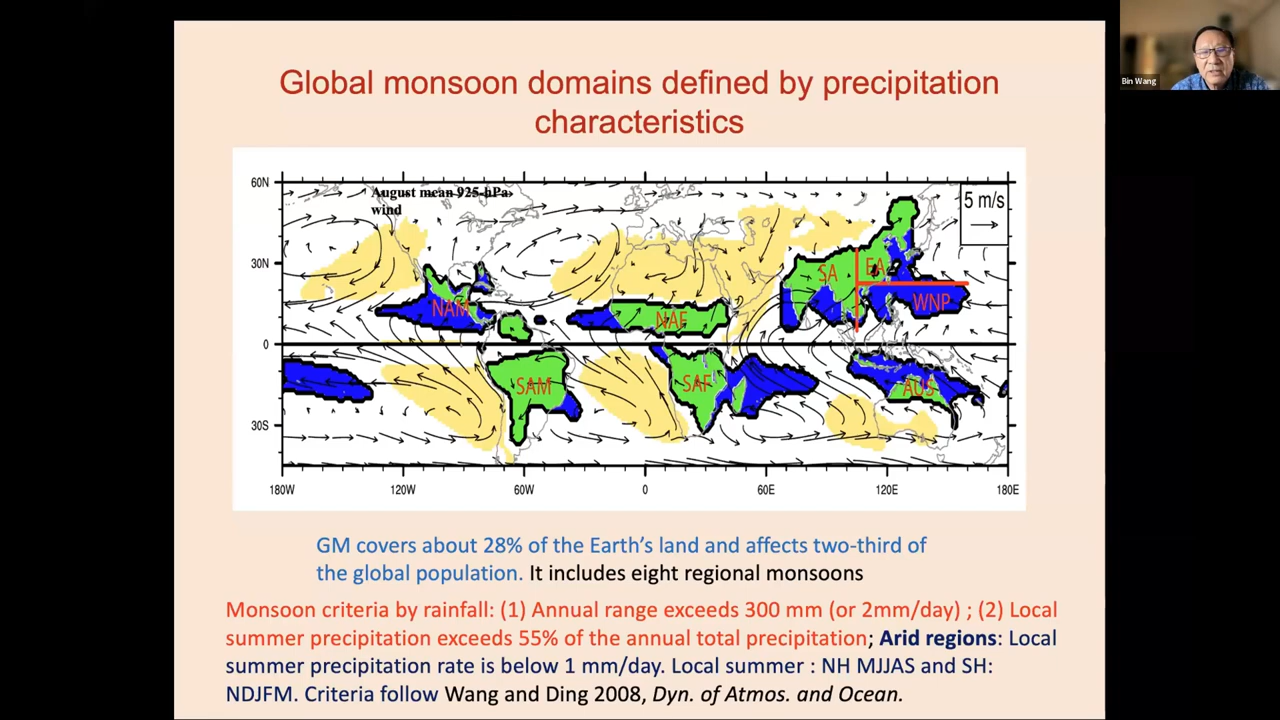 Global monsoon domains defined by precipitation
characteristics
Bin Wang
60N
August mean 925-hPa
wind
5 m/s
30N
SA
EA
NAM
WNP
NAF
0
SAM
SAF
AUS
30S
180W 120W 60W 0 60E 120E 180E
GM covers about 28% of the Earth’s land and affects two-third of
the global population. It includes eight regional monsoons
Monsoon criteria by rainfall: (1) Annual range exceeds 300 mm (or 2mm/day) ; (2) Local
summer precipitation exceeds 55% of the annual total precipitation; Arid regions: Local
summer precipitation rate is below 1 mm/day. Local summer : NH MJJAS and SH:
NDJFM. Criteria follow Wang and Ding 2008, Dyn. of Atmos. and Ocean.